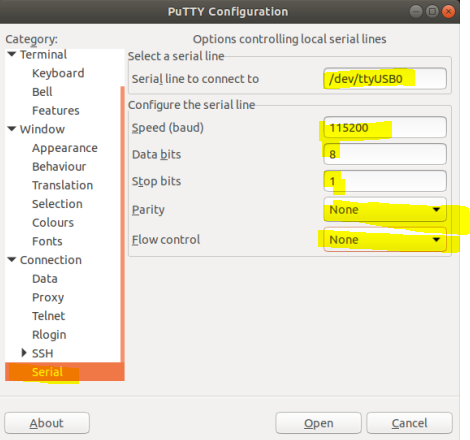 PuTTY Configuration
Category:
Options controlling local serial lines
Terminal
Keyboard
Bell
Features
Window
Appearance
Behaviour
Translation
Selection
Colours
Fonts
Connection
Data
Proxy
Telnet
Rlogin
SSH
Serial
Select a serial line
Serial line to connect to /dev/ttyUSB0
Configure the serial line
Speed (baud) 115200
Data bits 8
Stop bits 1
Parity None
Flow control None
About Open Cancel